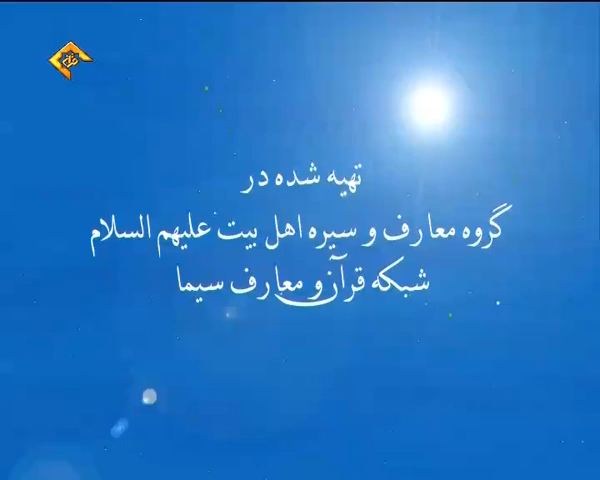 تهیه شده در
گروه معارف و سیره اهل بیت علیهم السلام
شبکه قرآن و معارف سیما